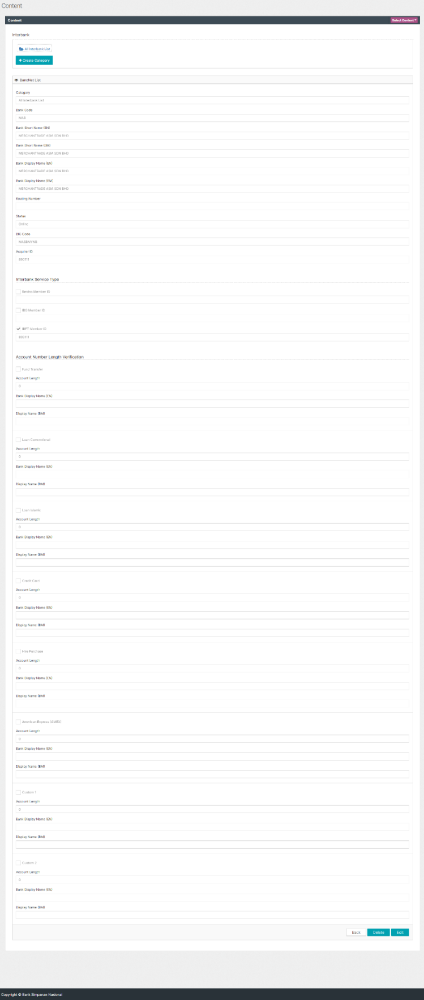 Content
Content
Select Content
Interbank
All Interbank List
+ Create Category
BancNet List
Category
All Interbank List
Bank Code
MAB
Bank Short Name (EN)
MERCHANTRADE ASIA SDN BHD
Bank Short Name (BM)
MERCHANTRADE ASIA SDN BHD
Bank Display Name (EN)
MERCHANTRADE ASIA SDN BHD
Bank Display Name (BM)
MERCHANTRADE ASIA SDN BHD
Routing Number
Status
Online
BIC Code
MASBMYNB
Acquirer ID
890111
Interbank Service Type
Rentas Member ID
IBG Member ID
IBFT Member ID
890111
Account Number Length Verification
Fund Transfer
Account Length
0
Bank Display Name (EN)
Display Name (BM)
Loan Conventional
Account Length
0
Bank Display Name (EN)
Display Name (BM)
Loan Islamic
Account Length
0
Bank Display Name (EN)
Display Name (BM)
Credit Card
Account Length
0
Bank Display Name (EN)
Display Name (BM)
Hire Purchase
Account Length
0
Bank Display Name (EN)
Display Name (BM)
American Express (AMEX)
Account Length
0
Bank Display Name (EN)
Display Name (BM)
Custom 1
Account Length
0
Bank Display Name (EN)
Display Name (BM)
Custom 2
Account Length
0
Bank Display Name (EN)
Display Name (BM)
Back
Delete
Edit
Copyright © Bank Simpanan Nasional